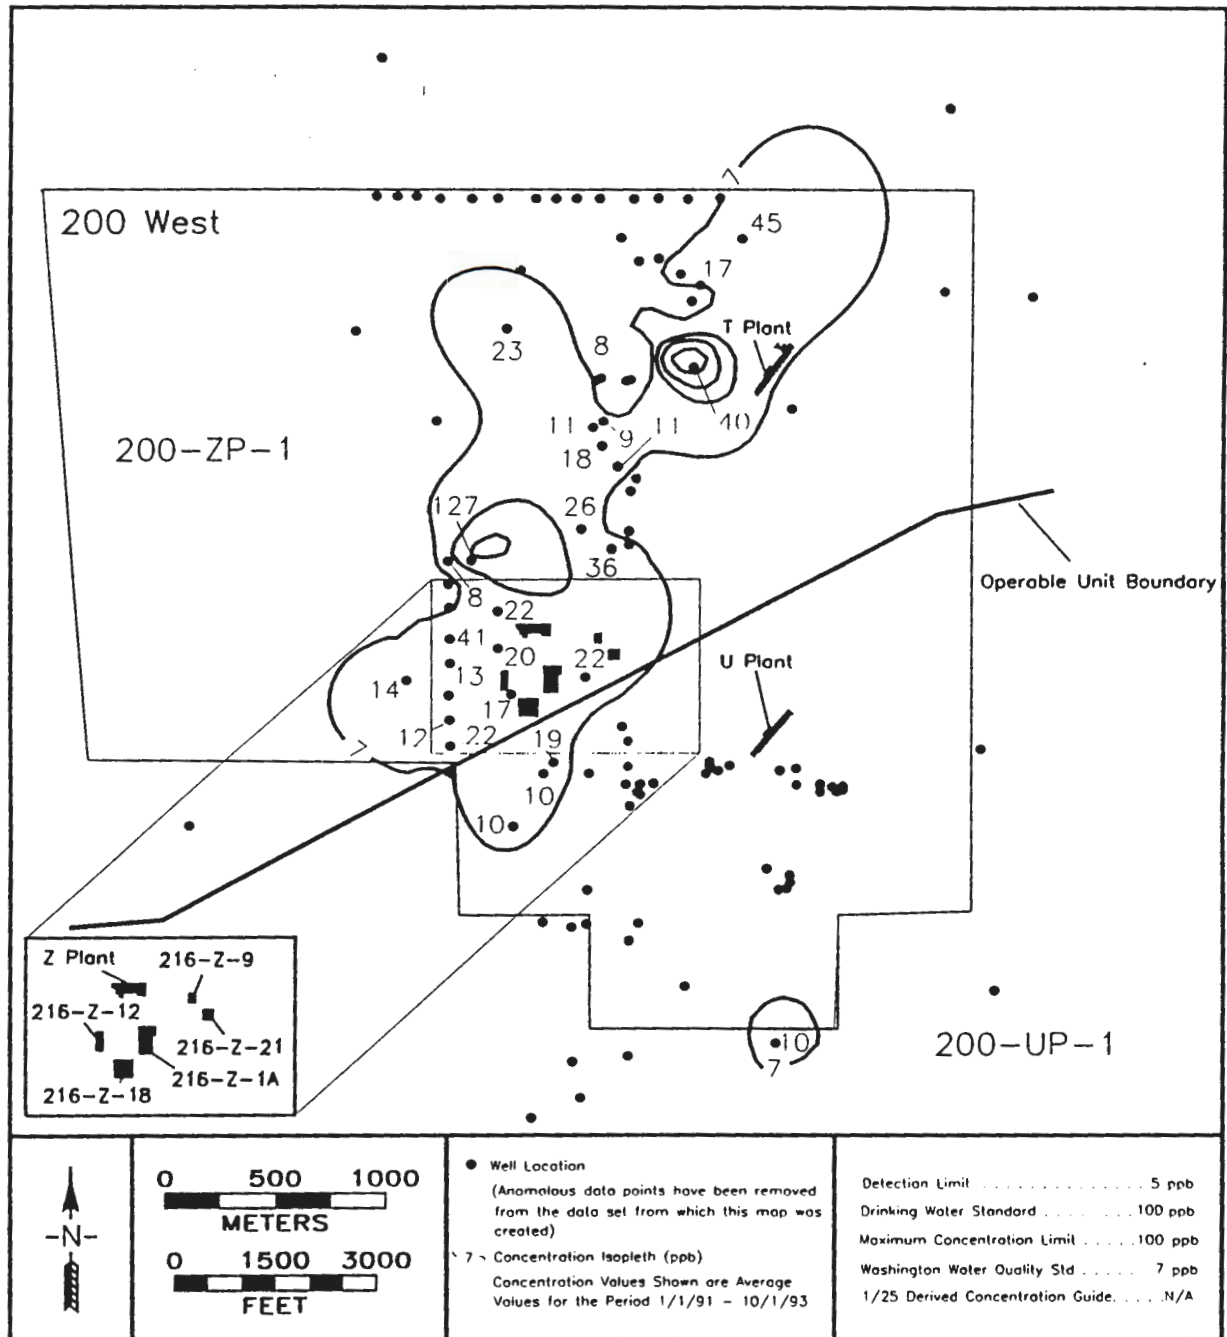 7
45
200 West
17
T Plant
23
8
10
11
9
11
200-ZP-1
18
127
26
36
Operable Unit Boundary
8
22
41
20
22
U Plant
13
14
17
12
22
19
7
10
10
Z Plant
216-Z-9
216-Z-12
216-Z-21
216-Z-1A
216-Z-18
10
200-UP-1
7
0 500 1000
METERS
0 1500 3000
FEET
-N-
Well Location
(Anomalous data points have been removed
from the data set from which this map was
created)
7 Concentration Isopleth (ppb)
Concentration Values Shown are Average
Values for the Period 1/1/91 - 10/1/93
Detection Limit . . . . . . . . . . . . . . 5 ppb
Drinking Water Standard . . . . . . . 100 ppb
Maximum Concentration Limit . . . . . 100 ppb
Washington Water Quality Std . . . . . 7 ppb
1/25 Derived Concentration Guide. . . . . N/A